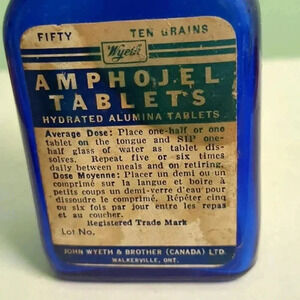 FIFTY TEN GRAINS
Wyeth
AMPHOJEL
TABLETS
HYDRATED ALUMINA TABLETS
Average Dose: Place one-half or one
tablet on the tongue and SIP one-
half glass of water as tablet dis-
solves. Repeat five or six times
daily between meals and on retiring.
Dose Moyenne: Placer un demi ou un
comprimé sur la langue et boire à
petits coups un demi-verre d'eau pour
dissoudre le comprimé. Répéter cinq
ou six fois par jour entre les repas
et au coucher.
Registered Trade Mark
Lot No.
JOHN WYETH & BROTHER (CANADA) LTD.
WALKERVILLE, ONT.